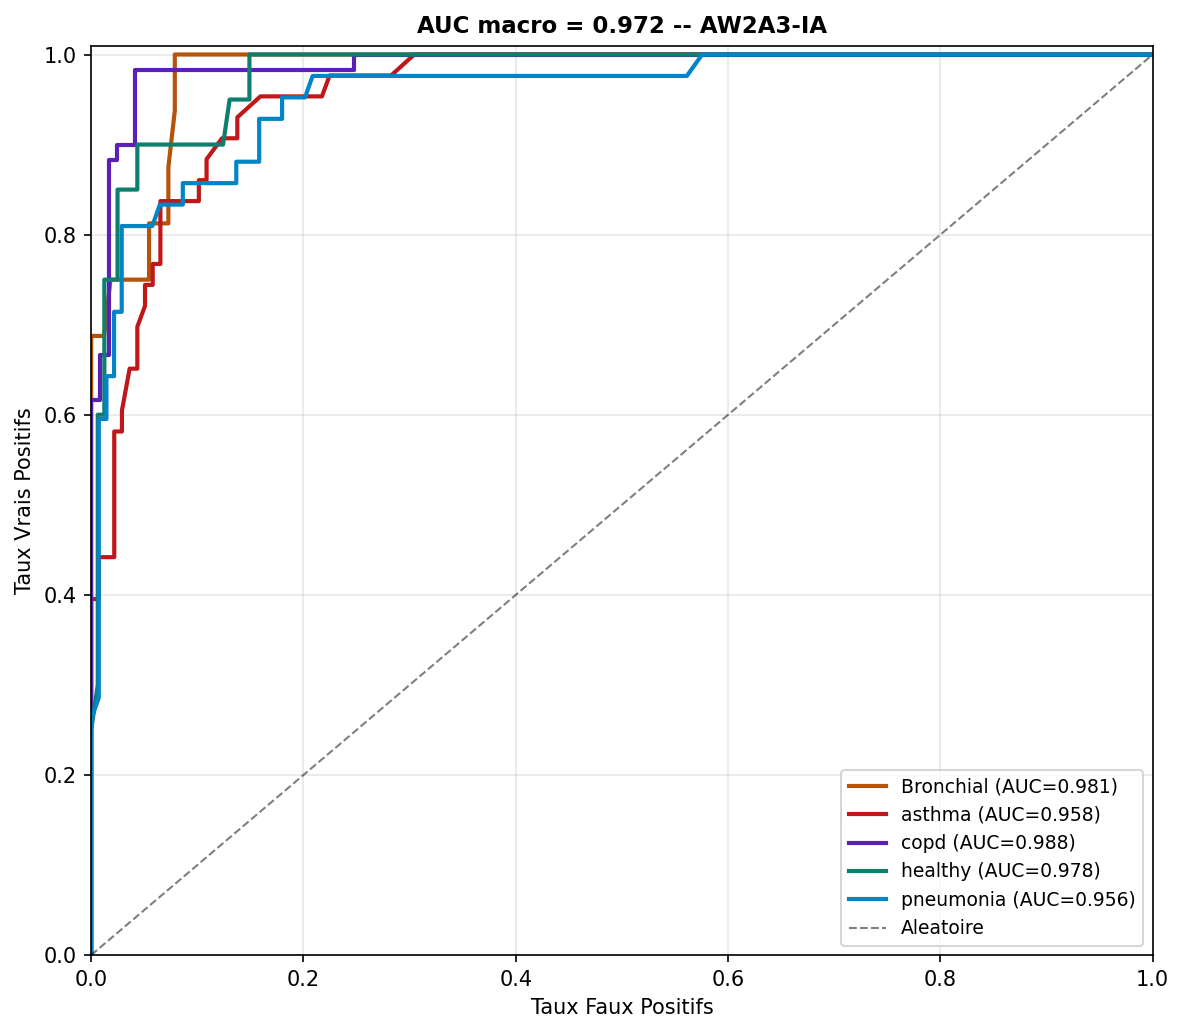 AUC macro = 0.972 -- AW2A3-IA
Taux Vrais Positifs
1.0
0.8
0.6
0.4
0.2
0.0
Bronchial (AUC=0.981)
asthma (AUC=0.958)
copd (AUC=0.988)
healthy (AUC=0.978)
pneumonia (AUC=0.956)
Aleatoire
0.0 0.2 0.4 0.6 0.8 1.0
Taux Faux Positifs